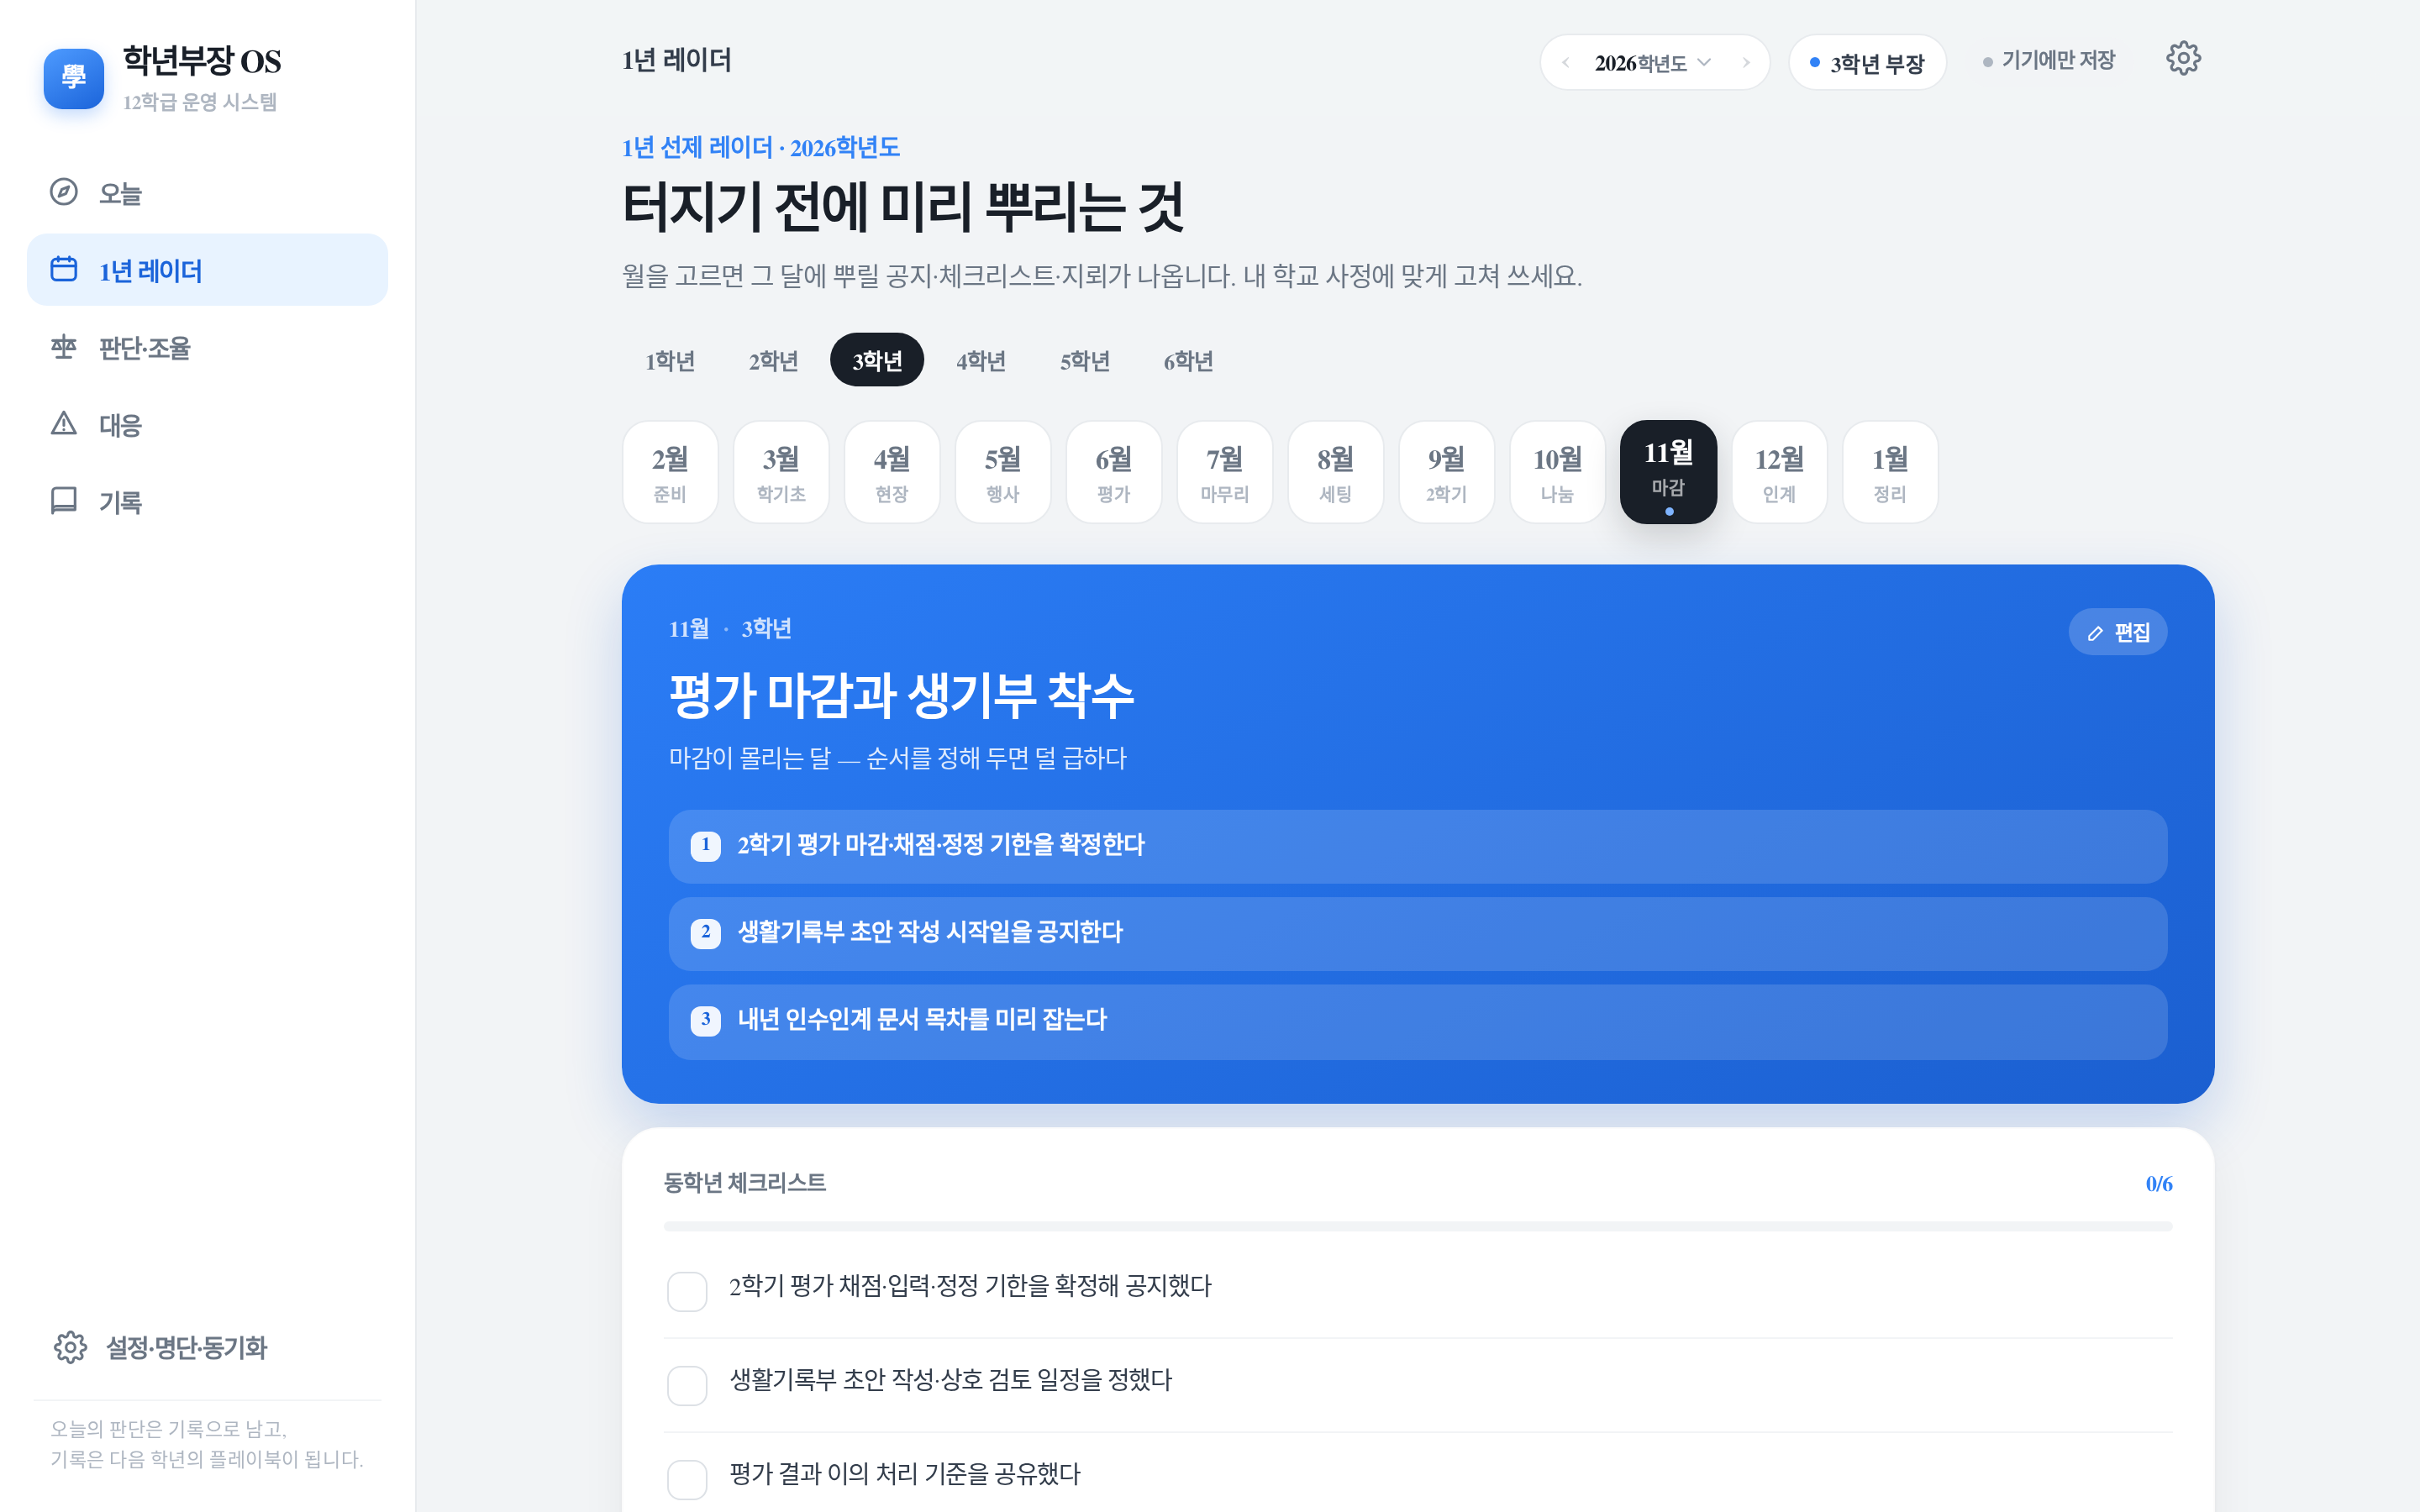 學
학년부장 OS
12학급 운영 시스템
오늘
1년 레이더
판단·조율
대응
기록
설정·명단·동기화
오늘의 판단은 기록으로 남고,
기록은 다음 학년의 플레이북이 됩니다.
1년 레이더
2026학년도
3학년 부장
기기에만 저장
1년 선제 레이더 · 2026학년도
터지기 전에 미리 뿌리는 것
월을 고르면 그 달에 뿌릴 공지·체크리스트·지뢰가 나옵니다. 내 학교 사정에 맞게 고쳐 쓰세요.
1학년 2학년 3학년 4학년 5학년 6학년
2월 3월 4월 5월 6월 7월 8월 9월 10월 11월 12월 1월
준비 학기초 현장 행사 평가 마무리 세팅 2학기 나눔 마감 인계 정리
11월 · 3학년
편집
평가 마감과 생기부 착수
마감이 몰리는 달 — 순서를 정해 두면 덜 급하다
1 2학기 평가 마감·채점·정정 기한을 확정한다
2 생활기록부 초안 작성 시작일을 공지한다
3 내년 인수인계 문서 목차를 미리 잡는다
동학년 체크리스트
0/6
2학기 평가 채점·입력·정정 기한을 확정해 공지했다
생활기록부 초안 작성·상호 검토 일정을 정했다
평가 결과 이의 처리 기준을 공유했다